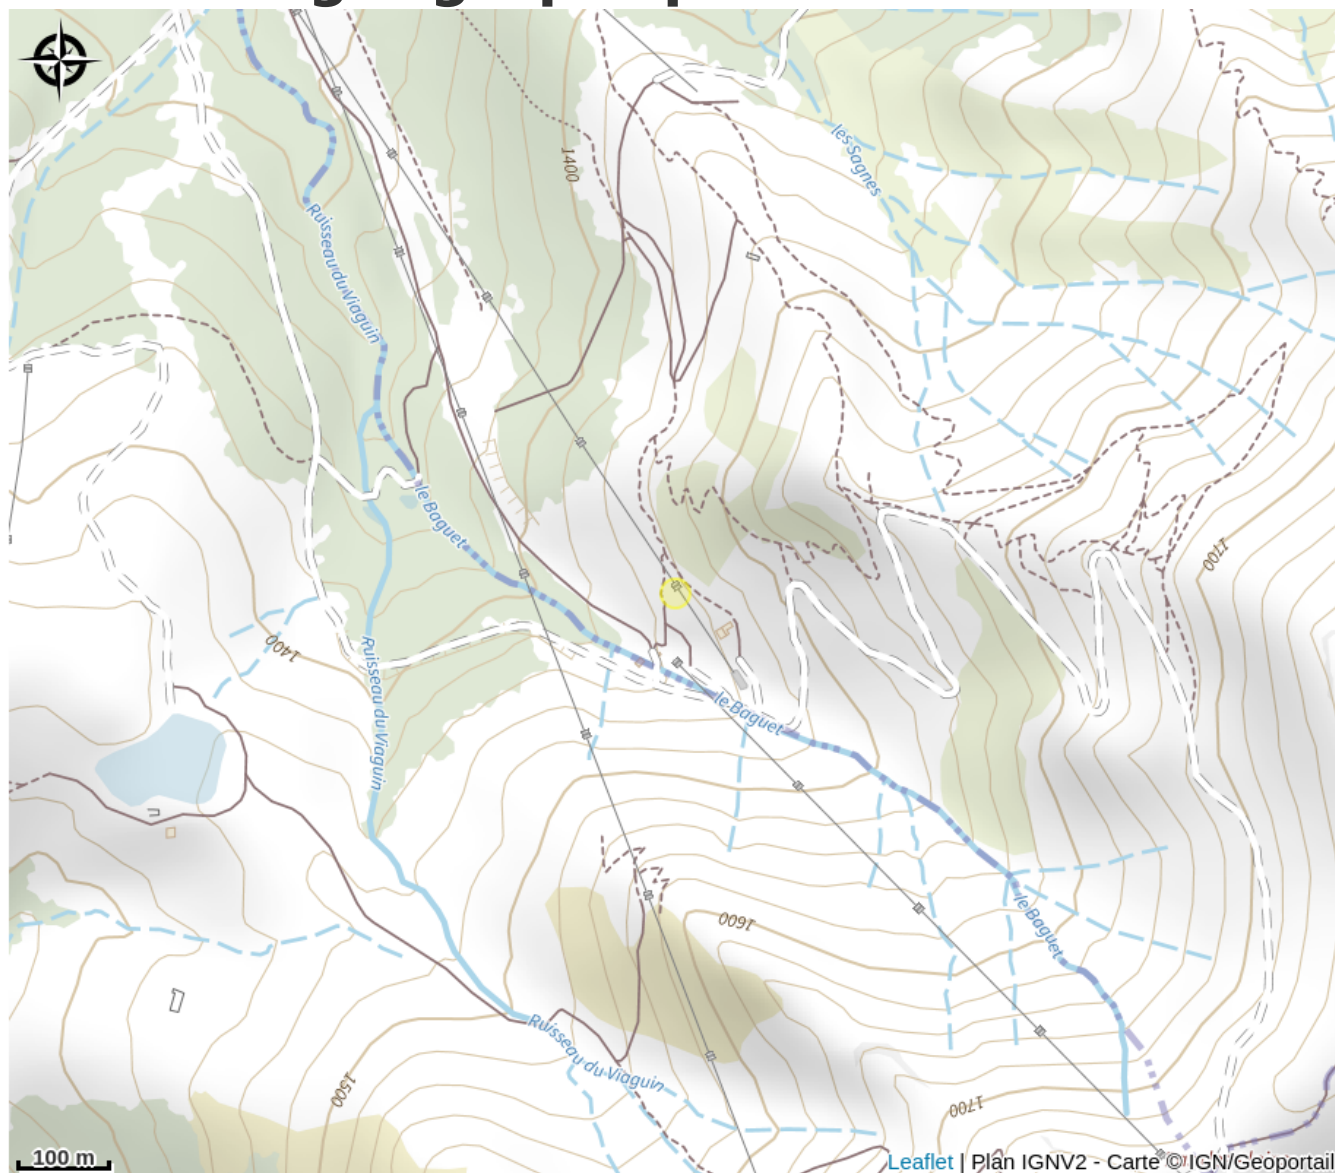 les Sagnes
1400
Ruisseau du Viaguin
le Baguet
1700
1400
Ruisseau du Viaguin
le Baguet
1600
le Baguet
Ruisseau du Viaguin
1500
1700
100 m
Leaflet | Plan IGNV2 - Carte © IGN/Geoportail